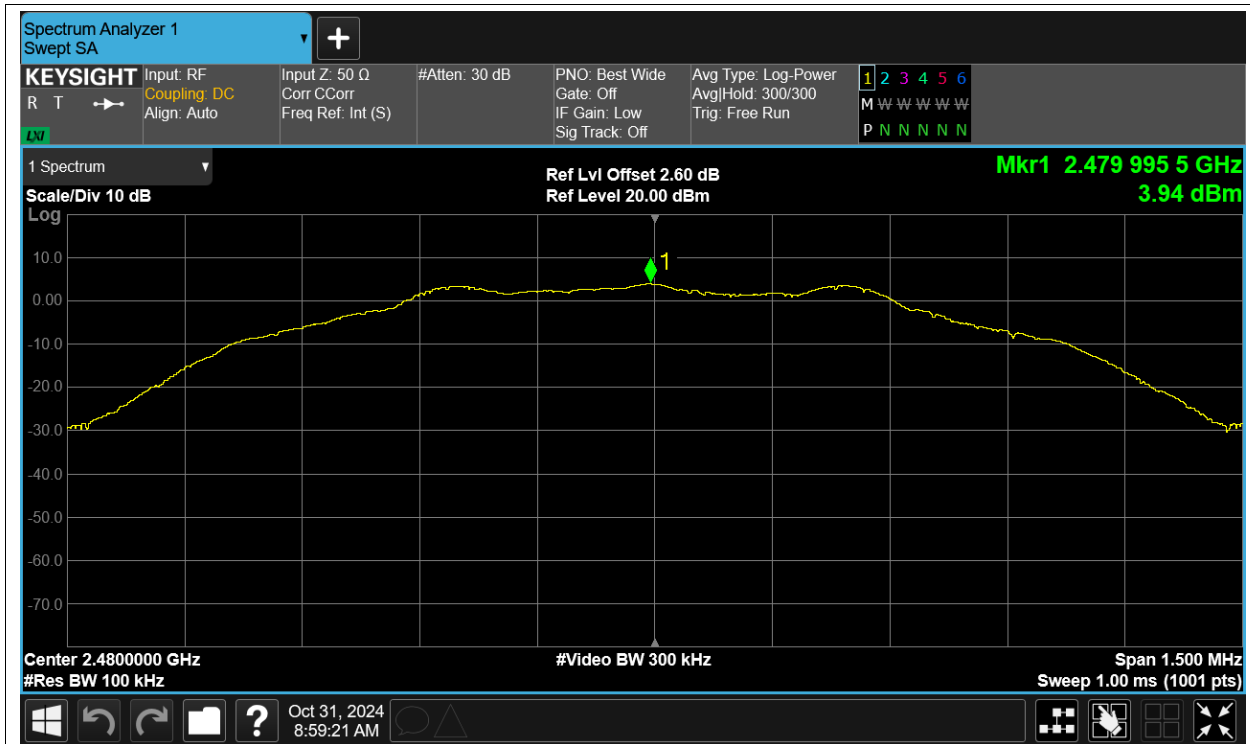 Spectrum Analyzer 1
Swept SA
KEYSIGHT
R T
LXI
Input: RF
Coupling: DC
Align: Auto
Input Z: 50 Ω
Corr CCorr
Freq Ref: Int (S)
#Atten: 30 dB
PNO: Best Wide
Gate: Off
IF Gain: Low
Sig Track: Off
Avg Type: Log-Power
Avg|Hold: 300/300
Trig: Free Run
1 2 3 4 5 6
M W W W W W
P N N N N N
1 Spectrum
Scale/Div 10 dB
Log
Ref Lvl Offset 2.60 dB
Ref Level 20.00 dBm
Mkr1 2.479 995 5 GHz
3.94 dBm
1
10.0
0.00
-10.0
-20.0
-30.0
-40.0
-50.0
-60.0
-70.0
Center 2.4800000 GHz
#Res BW 100 kHz
#Video BW 300 kHz
Span 1.500 MHz
Sweep 1.00 ms (1001 pts)
?
Oct 31, 2024
8:59:21 AM